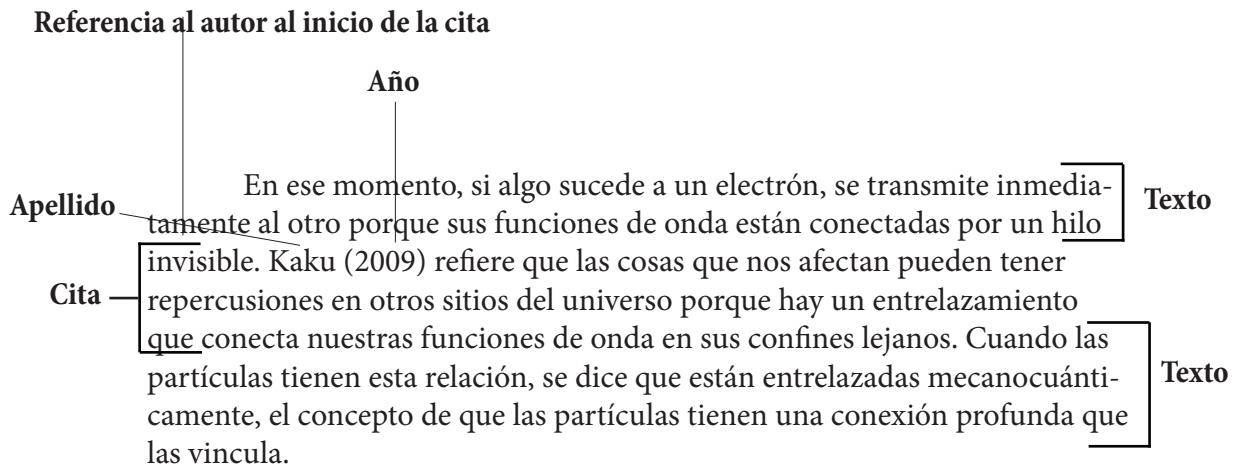 Referencia al autor al inicio de la cita
Año
Apellido
En ese momento, si algo sucede a un electrón, se transmite inmedia-
tamente al otro porque sus funciones de onda están conectadas por un hilo
invisible. Kaku (2009) refiere que las cosas que nos afectan pueden tener
repercusiones en otros sitios del universo porque hay un entrelazamiento
que conecta nuestras funciones de onda en sus confines lejanos. Cuando las
partículas tienen esta relación, se dice que están entrelazadas mecanocuánti-
camente, el concepto de que las partículas tienen una conexión profunda que
las vincula.
Texto
Cita
Texto